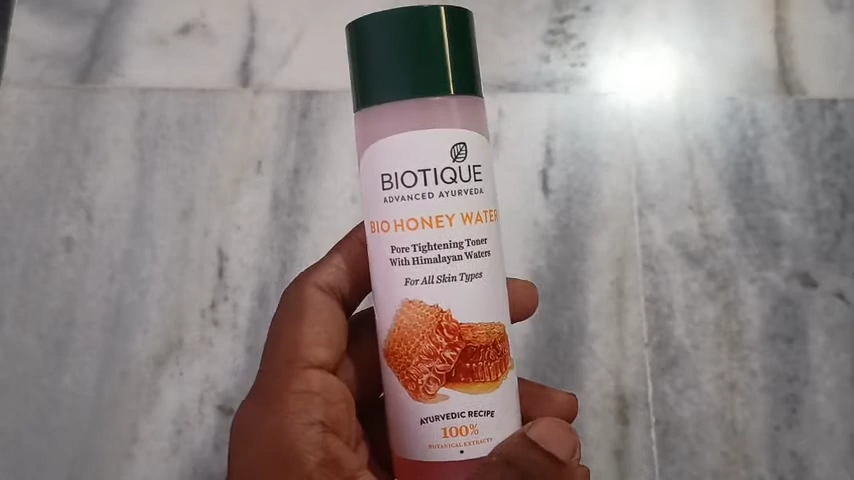 BIOTIQUE
ADVANCED AYURVEDA
BIO HONEY WATER
Pore Tightening Toner
With Himalayan Waters
For All Skin Types
AYURVEDIC RECIPE
100%
BOTANICAL EXTRACTS